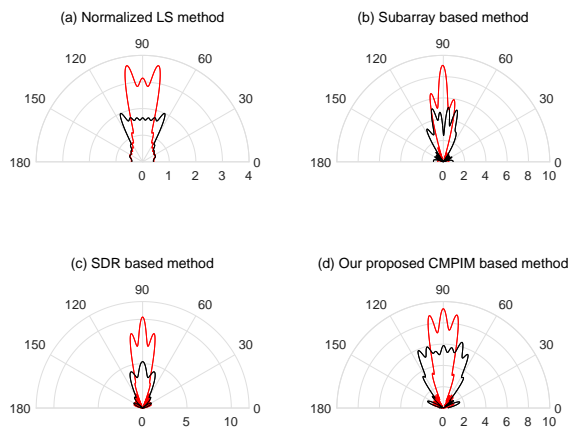 (a) Normalized LS method
90
120 60
150 30
180 0
0 1 2 3 4
(b) Subarray based method
90
120 60
150 30
180 0
0 2 4 6 8 10
(c) SDR based method
90
120 60
150 30
180 0
0 5 10
(d) Our proposed CMPIM based method
90
120 60
150 30
180 0
0 2 4 6 8 10